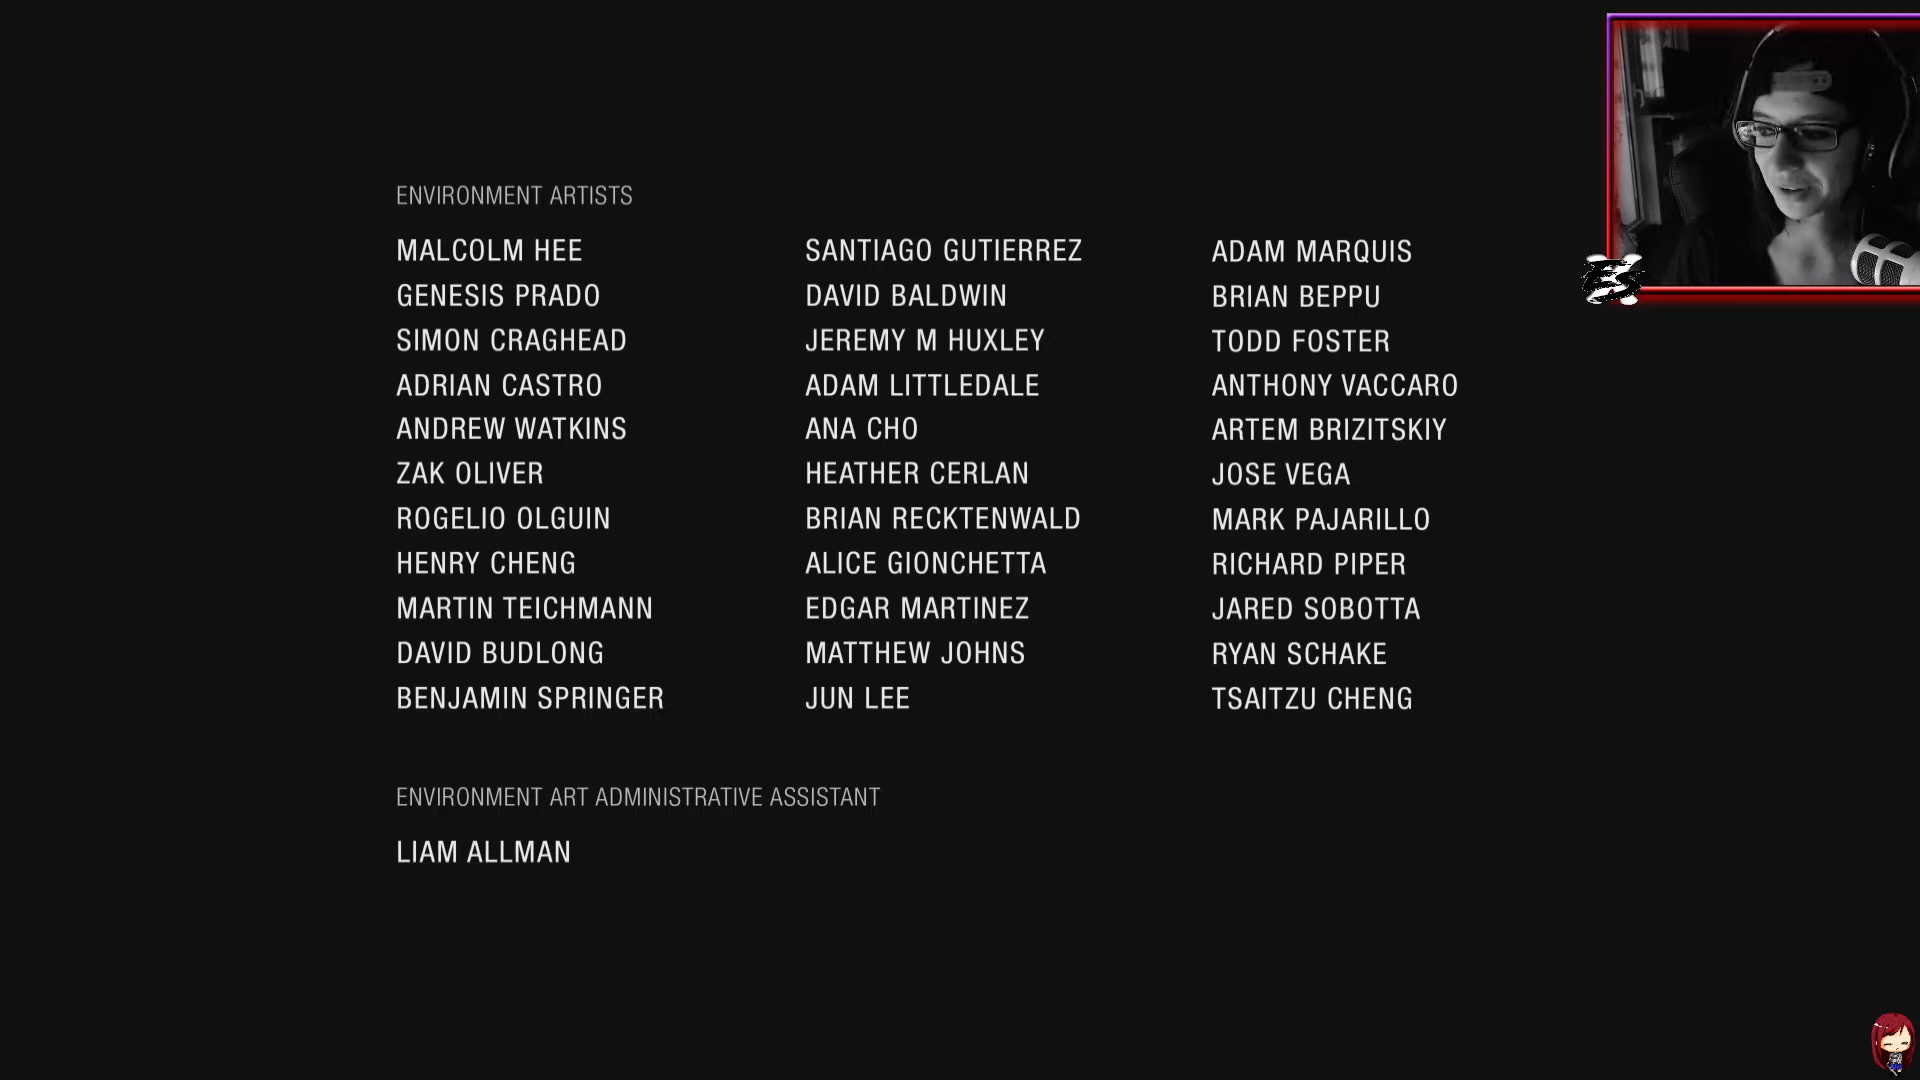 ENVIRONMENT ARTISTS
MALCOLM HEE SANTIAGO GUTIERREZ ADAM MARQUIS
GENESIS PRADO DAVID BALDWIN BRIAN BEPPU
SIMON CRAGHEAD JEREMY M HUXLEY TODD FOSTER
ADRIAN CASTRO ADAM LITTLEDALE ANTHONY VACCARO
ANDREW WATKINS ANA CHO ARTEM BRIZITSKIY
ZAK OLIVER HEATHER CERLAN JOSE VEGA
ROGELIO OLGUIN BRIAN RECKTENWALD MARK PAJARILLO
HENRY CHENG ALICE GIONCHETTA RICHARD PIPER
MARTIN TEICHMANN EDGAR MARTINEZ JARED SOBOTTA
DAVID BUDLONG MATTHEW JOHNS RYAN SCHAKE
BENJAMIN SPRINGER JUN LEE TSAITZU CHENG
ENVIRONMENT ART ADMINISTRATIVE ASSISTANT
LIAM ALLMAN
ES